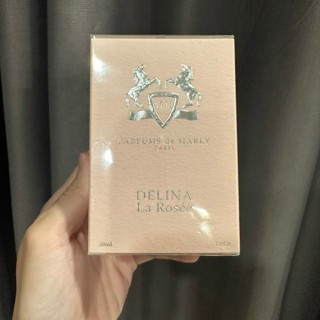 PARFUMS de MARLY
PARIS
DELINA
La Rosée